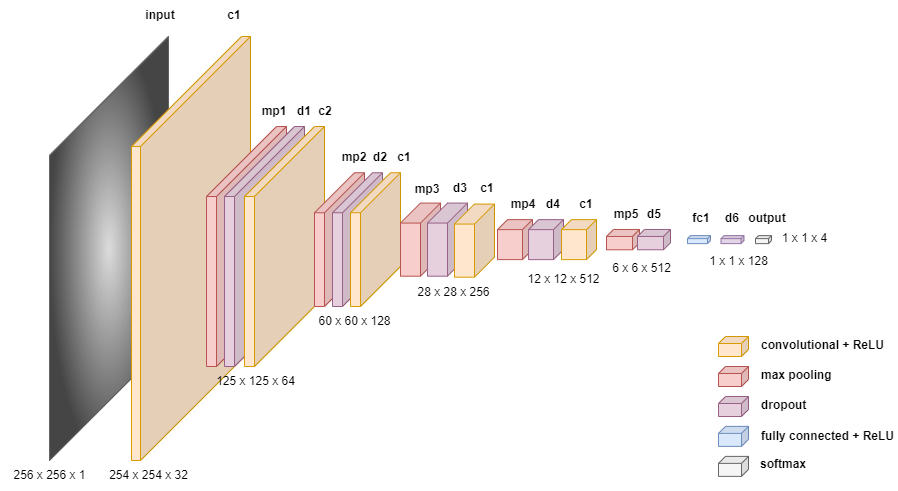 input
c1
mp1
d1
c2
mp2
d2
c1
mp3
d3
c1
mp4
d4
c1
mp5
d5
fc1
d6
output
1 x 1 x 4
1 x 1 x 128
6 x 6 x 512
12 x 12 x 512
28 x 28 x 256
60 x 60 x 128
125 x 125 x 64
256 x 256 x 1
254 x 254 x 32
convolutional + ReLU
max pooling
dropout
fully connected + ReLU
softmax